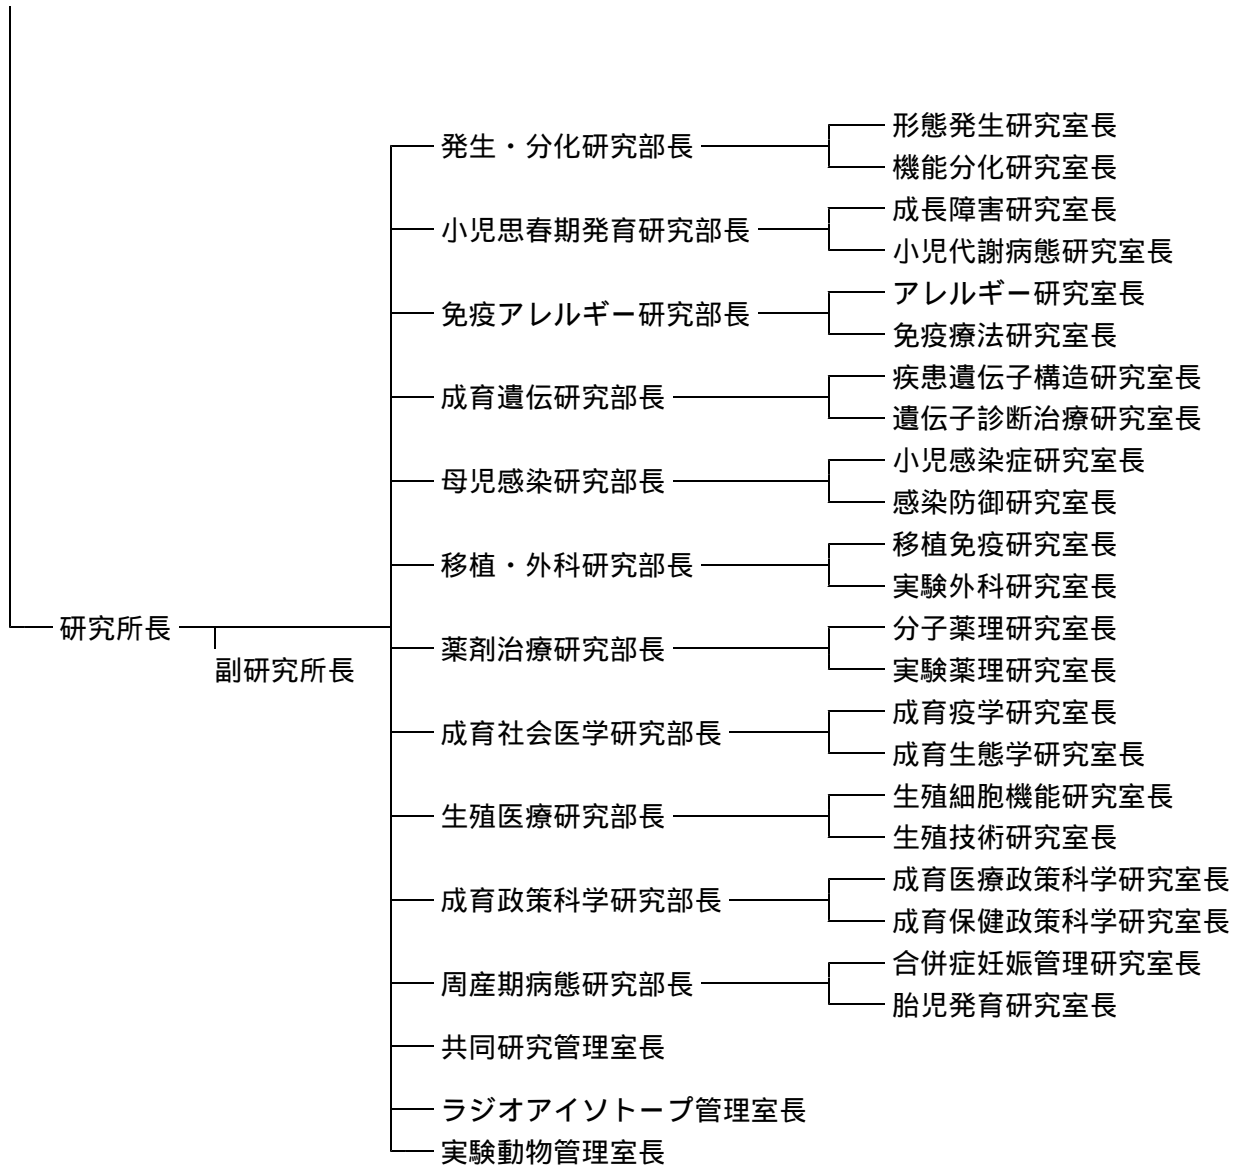 形態発生研究室長
発生・分化研究部長
機能分化研究室長
成長障害研究室長
小児思春期発育研究部長
小児代謝病態研究室長
アレルギー研究室長
免疫アレルギー研究部長
免疫療法研究室長
疾患遺伝子構造研究室長
成育遺伝研究部長
遺伝子診断治療研究室長
小児感染症研究室長
母児感染研究部長
感染防御研究室長
移植免疫研究室長
移植・外科研究部長
実験外科研究室長
研究所長
分子薬理研究室長
薬剤治療研究部長
副研究所長
実験薬理研究室長
成育疫学研究室長
成育社会医学研究部長
成育生態学研究室長
生殖細胞機能研究室長
生殖医療研究部長
生殖技術研究室長
成育医療政策科学研究室長
成育政策科学研究部長
成育保健政策科学研究室長
合併症妊娠管理研究室長
周産期病態研究部長
胎児発育研究室長
共同研究管理室長
ラジオアイソトープ管理室長
実験動物管理室長